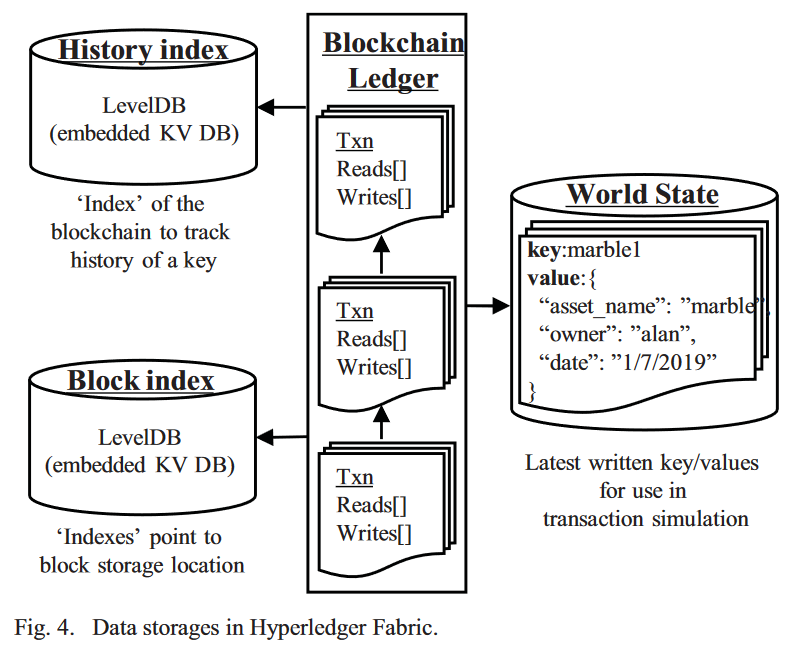 History index
LevelDB
(embedded KV DB)
‘Index’ of the
blockchain to track
history of a key
Block index
LevelDB
(embedded KV DB)
‘Indexes’ point to
block storage location
Blockchain
Ledger
Txn
Reads[]
Writes[]
Txn
Reads[]
Writes[]
Txn
Reads[]
Writes[]
World State
key:marble1
value:{
“asset_name”: ”marble”,
“owner”: ”alan”,
“date”: ”1/7/2019”
}
Latest written key/values
for use in
transaction simulation
Fig. 4. Data storages in Hyperledger Fabric.